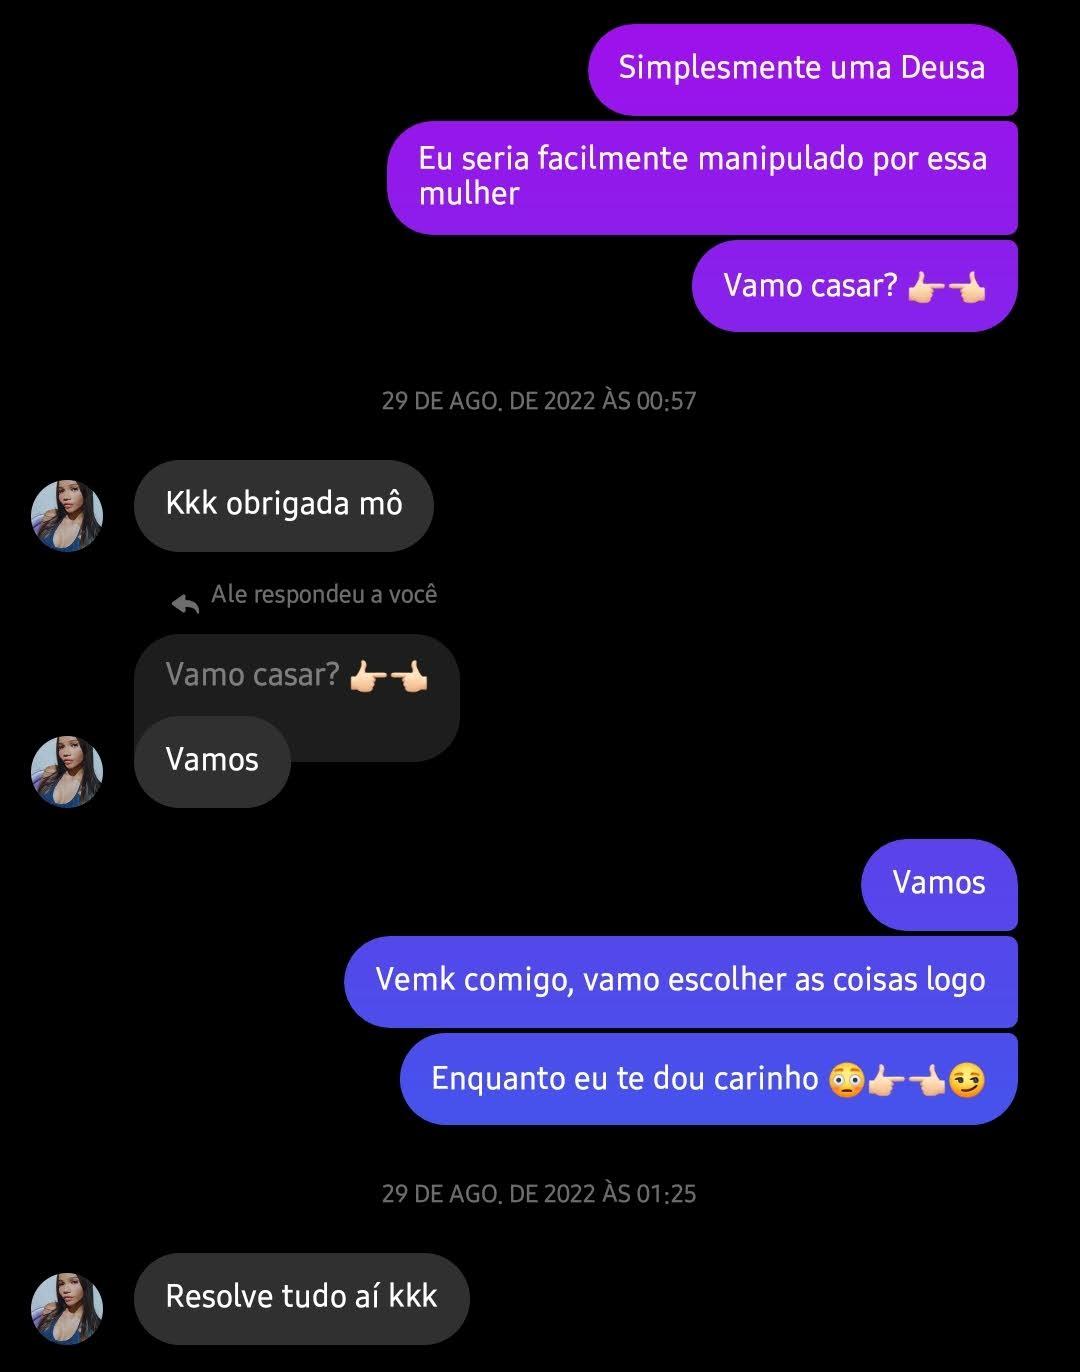 Simplesmente uma Deusa
Eu seria facilmente manipulado por essa
mulher
Vamo casar? 👉🏻👈🏻
29 DE AGO. DE 2022 ÀS 00:57
Kkk obrigada mô
Ale respondeu a você
Vamo casar? 👉🏻👈🏻
Vamos
Vamos
Vemk comigo, vamo escolher as coisas logo
Enquanto eu te dou carinho 😳👉🏻👈🏻😏
29 DE AGO. DE 2022 ÀS 01:25
Resolve tudo aí kkk